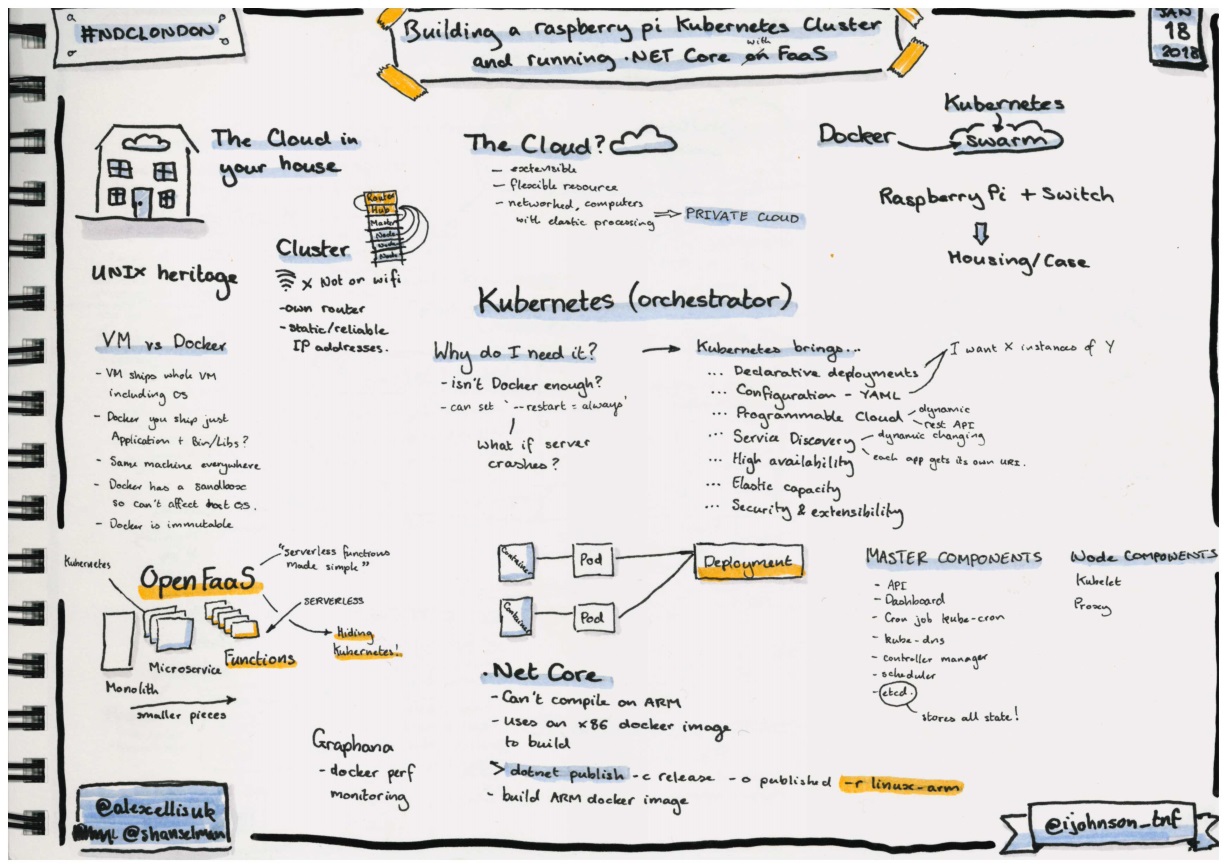 #NDCLONDON
Building a raspberry pi Kubernetes Cluster
with
and running .NET Core on FaaS
JAN
18
2018
The Cloud in
your house
Router
Hub
Master
Node
Node
Node
Cluster
x Not on wifi
- own router
- static/reliable
IP addresses.
UNIX heritage
The Cloud?
- extensible
- flexible resource
- networked, computers
with elastic processing
PRIVATE CLOUD
Kubernetes
Docker
Swarm
Raspberry Pi + Switch
Housing/Case
Kubernetes (orchestrator)
VM vs Docker
- VM ships whole VM
including OS
- Docker you ship just
Application + Bin/Libs?
- Same machine everywhere
- Docker has a sandbox
so can't affect host OS.
- Docker is immutable
Why do I need it?
- isn't Docker enough?
- can set `--restart = always'
what if server
crashes?
Kubernetes brings...
... Declarative deployments
... Configuration - YAML
I want X instances of Y
... Programmable Cloud
dynamic
rest API
... Service Discovery
dynamic changing
each app gets its own URI.
... High availability
... Elastic capacity
... Security & extensibility
Kubernetes
OpenFaaS
"serverless functions
made simple"
SERVERLESS
Hiding
Kubernetes!
Functions
Microservice
Monolith
smaller pieces
Container
Pod
Deployment
Container
Pod
MASTER COMPONENTS
- API
- Dashboard
- Cron job kube-cron
- kube-dns
- controller manager
- scheduler
- etcd.
stores all state!
Node COMPONENTS
Kubelet
Proxy
.Net Core
- Can't compile on ARM
- uses an x86 docker image
to build
> dotnet publish -c release -o published -r linux-arm
- build ARM docker image
Graphana
- docker perf
monitoring
@alexellisuk
@shanselman
@ijohnson_tnf